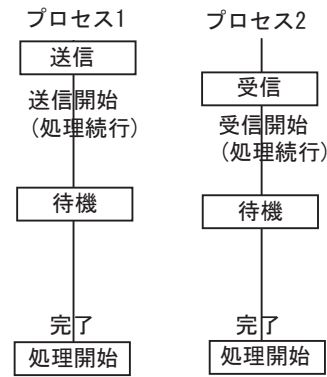 プロセス1
送信
送信開始
(処理続行)
待機
完了
処理開始
プロセス2
受信
受信開始
(処理続行)
待機
完了
処理開始